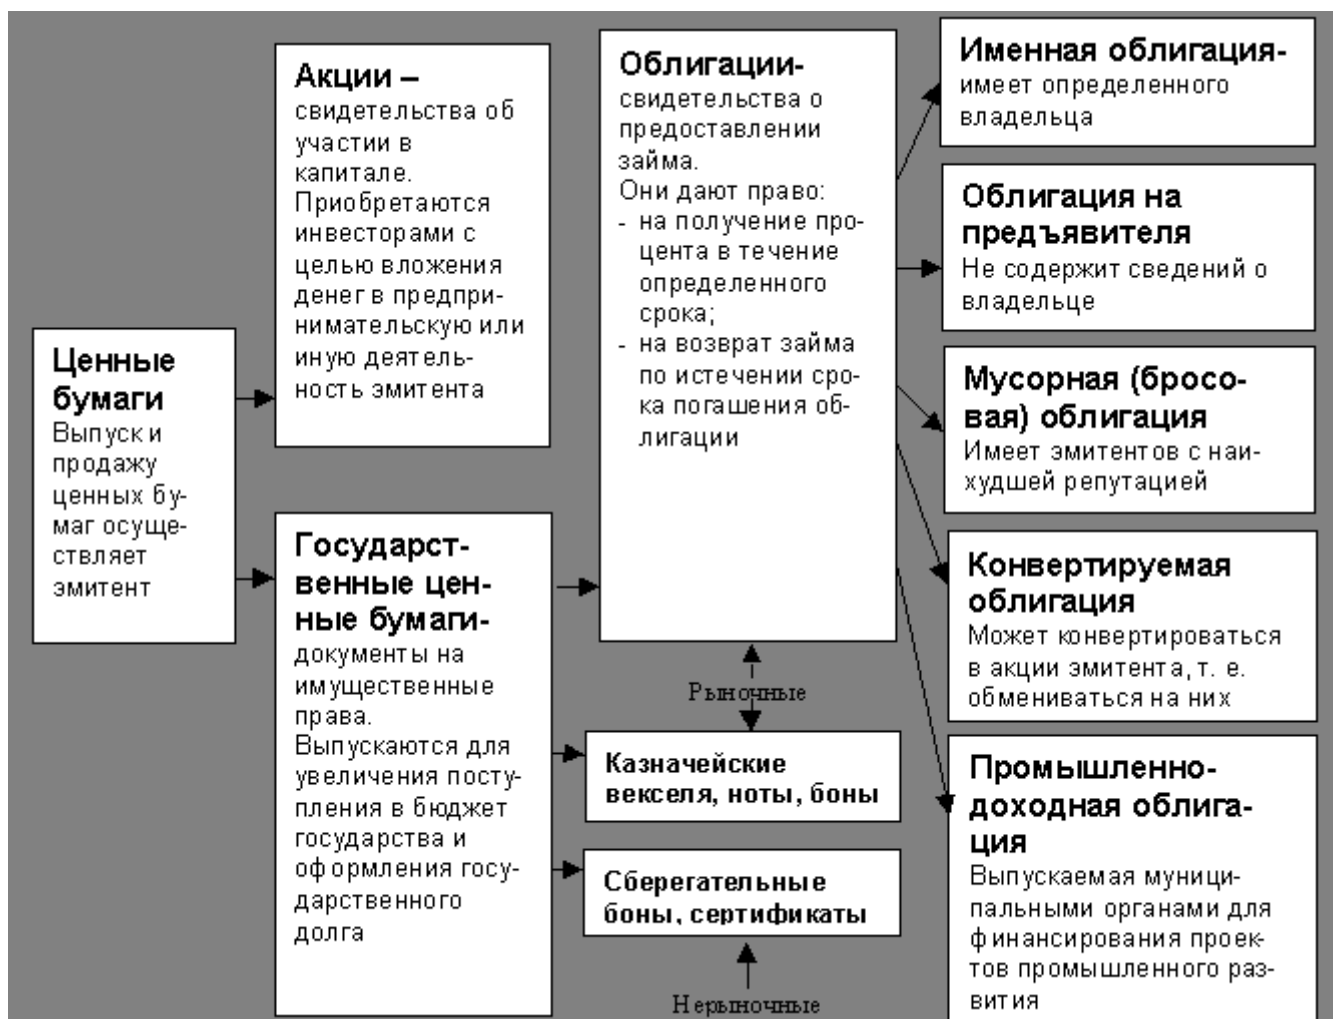 Ценные
бумаги
Выпуск и
продажу
ценных бу-
маг осуще-
ствляет
эмитент
Акции –
свидетельства об
участии в
капитале.
Приобретаются
инвесторами с
целью вложения
денег в предпри-
нимательскую или
иную деятель-
ность эмитента
Государст-
венные цен-
ные бумаги-
документы на
имущественные
права.
Выпускаются для
увеличения посту-
пления в бюджет
государства и
оформления госу-
дарственного
долга
Облигации-
свидетельства о
предоставлении
займа.
Они дают право:
- на получение про-
цента в течение
определенного
срока;
- на возврат займа
по истечении сро-
ка погашения об-
лигации
Рыночные
Казначейские
векселя, ноты, боны
Сберегательные
боны, сертификаты
Нерыночные
Именная облигация-
имеет определенного
владельца
Облигация на
предъявителя
Не содержит сведений о
владельце
Мусорная (бросо-
вая) облигация
Имеет эмитентов с наи-
худшей репутацией
Конвертируемая
облигация
Может конвертироваться
в акции эмитента, т. е.
обмениваться на них
Промышленно-
доходная облига-
ция
Выпускаемая муници-
пальными органами для
финансирования проек-
тов промышленного раз-
вития